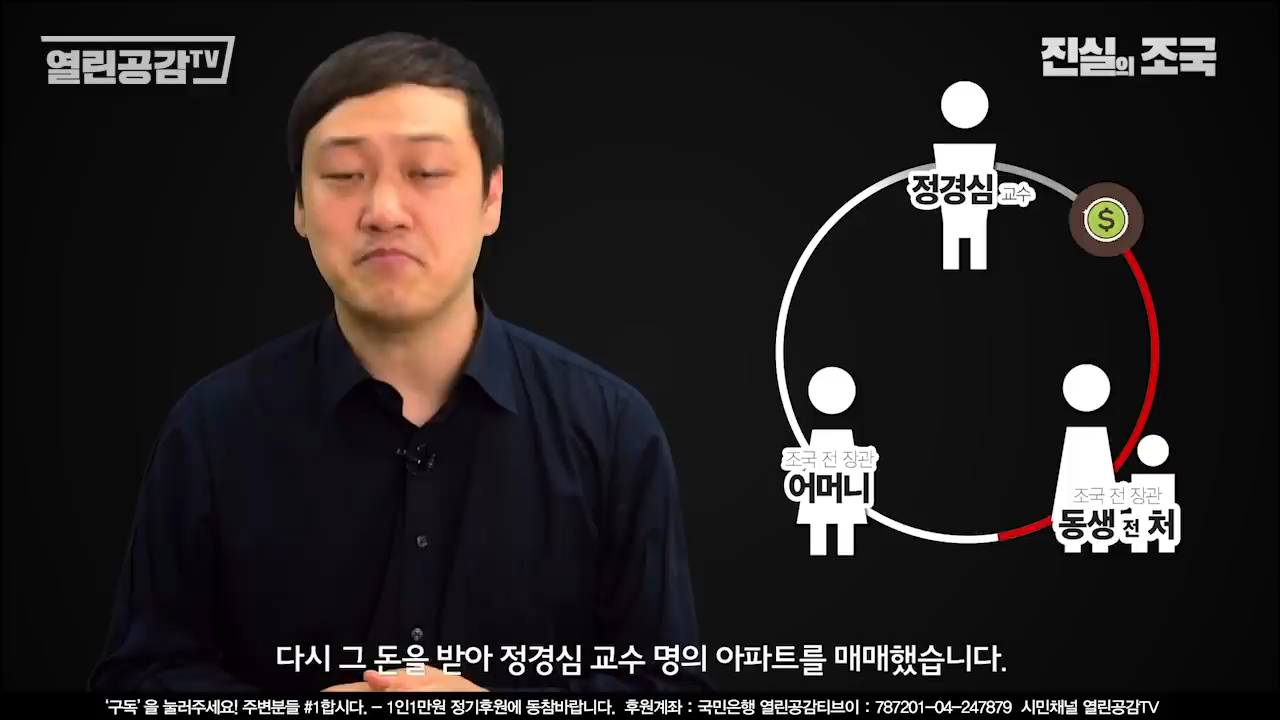 열린공감TV
진실의 조국
정경심 교수
조국 전 장관
어머니
조국 전 장관
동생 전 처
다시 그 돈을 받아 정경심 교수 명의 아파트를 매매했습니다.
'구독'을 눌러주세요! 주변분들 #1합시다. – 1인1만원 정기후원에 동참바랍니다. 후원계좌 : 국민은행 열린공감티브이 : 787201-04-247879 시민채널 열린공감TV